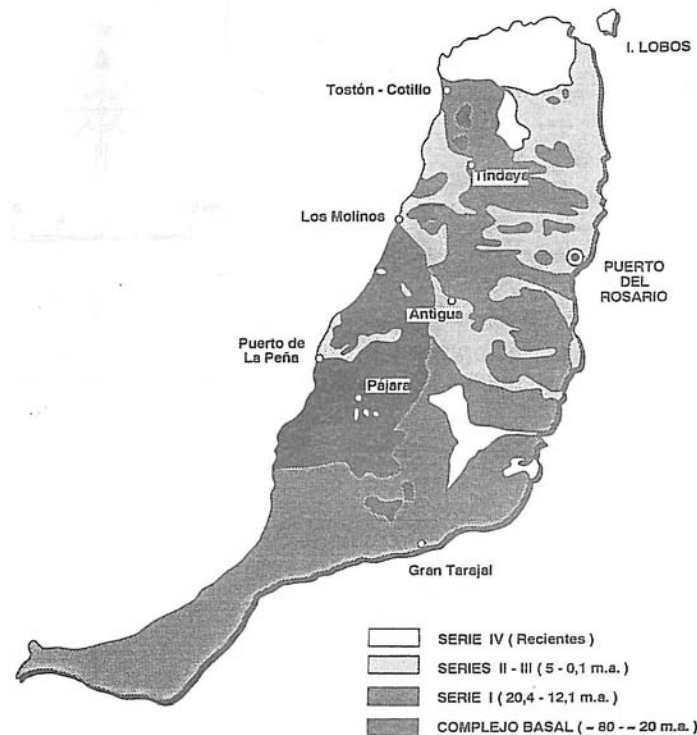 I. LOBOS
Tostón - Cotillo
Tindaya
Los Molinos
PUERTO
DEL
ROSARIO
Antigua
Puerto de
La Peña
Pájara
Gran Tarajal
SERIE IV ( Recientes )
SERIES II - III ( 5 - 0,1 m.a. )
SERIE I ( 20,4 - 12,1 m.a. )
COMPLEJO BASAL ( ~ 80 - ~ 20 m.a. )